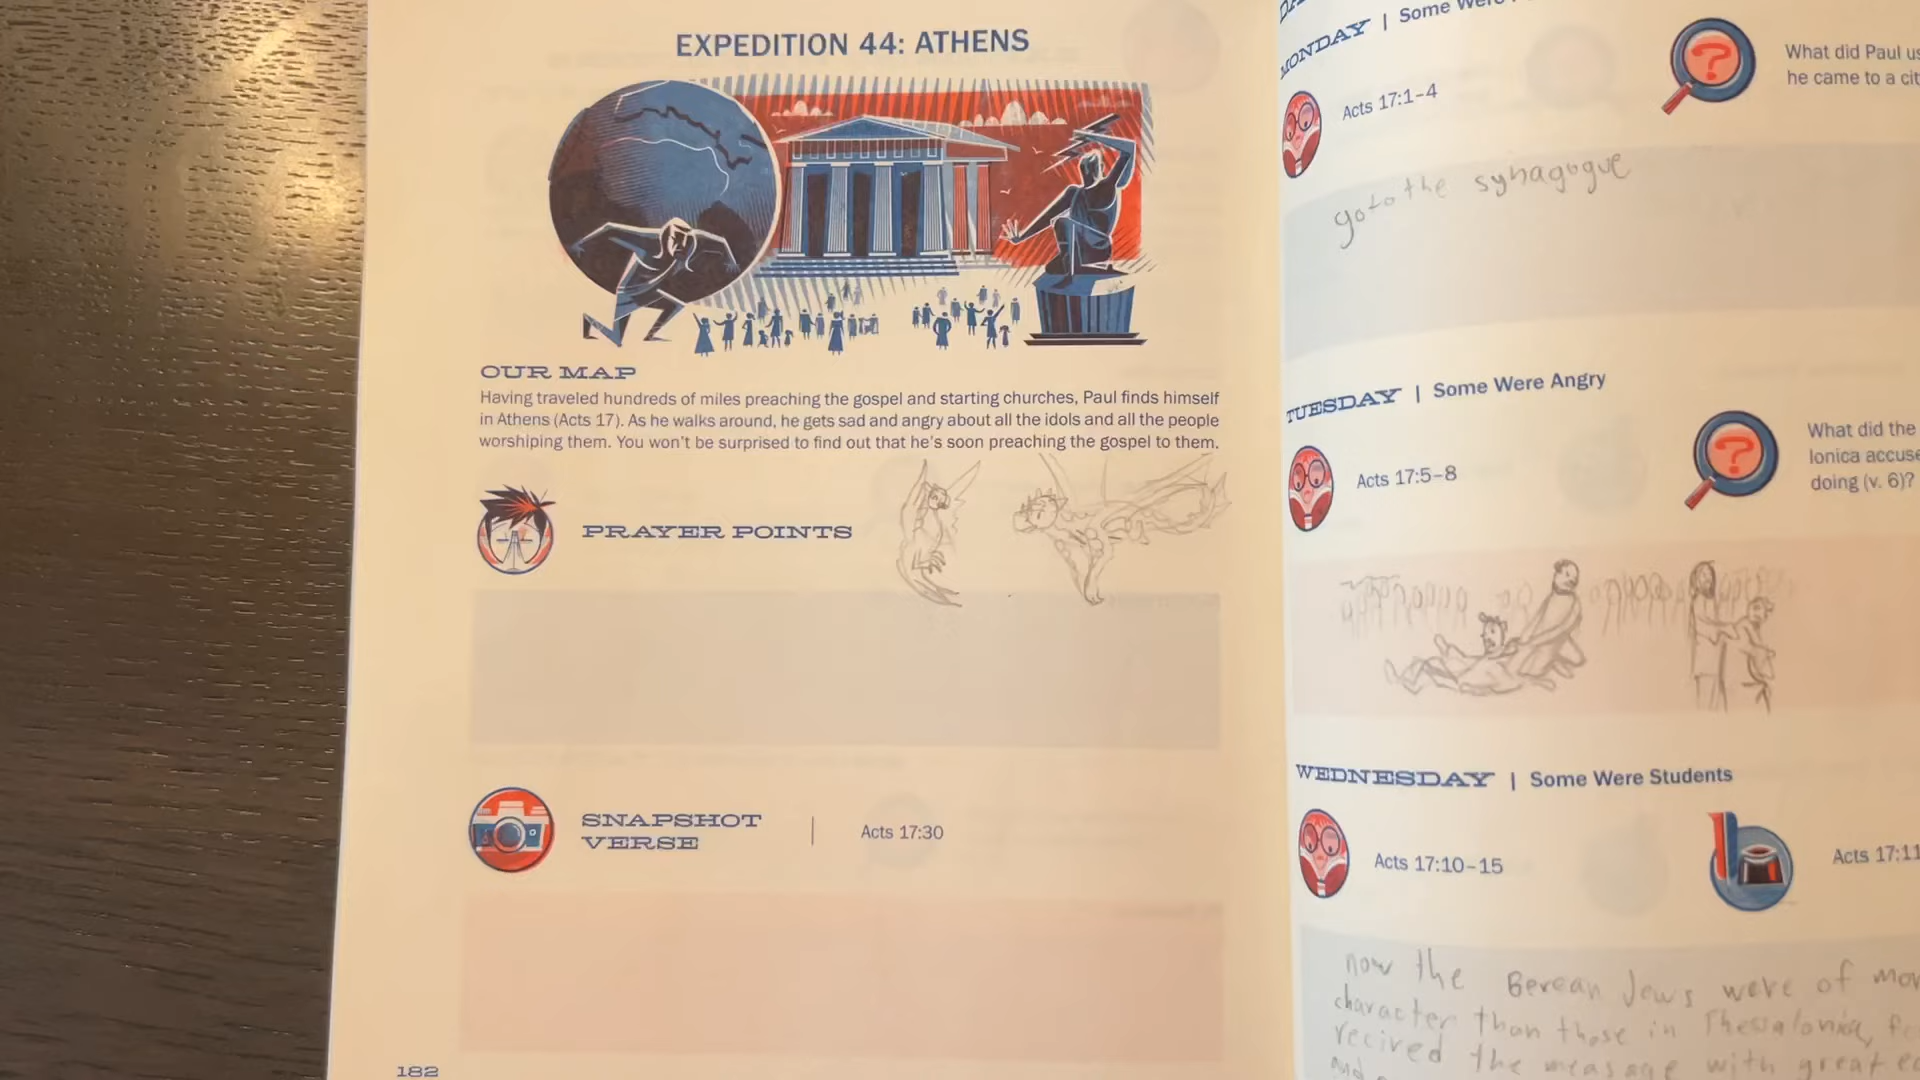 EXPEDITION 44: ATHENS
OUR MAP
Having traveled hundreds of miles preaching the gospel and starting churches, Paul finds himself
in Athens (Acts 17). As he walks around, he gets sad and angry about all the idols and all the people
worshiping them. You won't be surprised to find out that he's soon preaching the gospel to them.
PRAYER POINTS
SNAPSHOT
VERSE
Acts 17:30
182
MONDAY | Some Were
Acts 17:1–4
What did Paul
he came to a
go to the synagogue
TUESDAY | Some Were Angry
Acts 17:5–8
What did the
lonica
doing (v. 6)?
WEDNESDAY | Some Were Students
Acts 17:10–15
Acts 17:11
now the Berean Jews were of
character than those in Thessalonica,
recived the measage with great
and